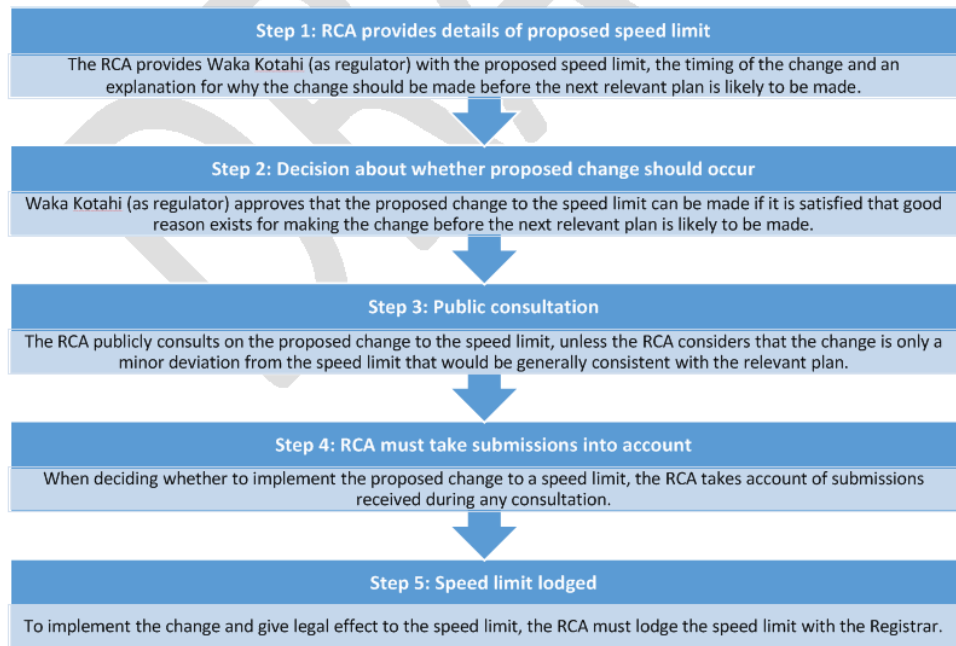 Step 1: RCA provides details of proposed speed limit
The RCA provides Waka Kotahi (as regulator) with the proposed speed limit, the timing of the change and an
explanation for why the change should be made before the next relevant plan is likely to be made.
Step 2: Decision about whether proposed change should occur
Waka Kotahi (as regulator) approves that the proposed change to the speed limit can be made if it is satisfied that good
reason exists for making the change before the next relevant plan is likely to be made.
Step 3: Public consultation
The RCA publicly consults on the proposed change to the speed limit, unless the RCA considers that the change is only a
minor deviation from the speed limit that would be generally consistent with the relevant plan.
Step 4: RCA must take submissions into account
When deciding whether to implement the proposed change to a speed limit, the RCA takes account of submissions
received during any consultation.
Step 5: Speed limit lodged
To implement the change and give legal effect to the speed limit, the RCA must lodge the speed limit with the Registrar.